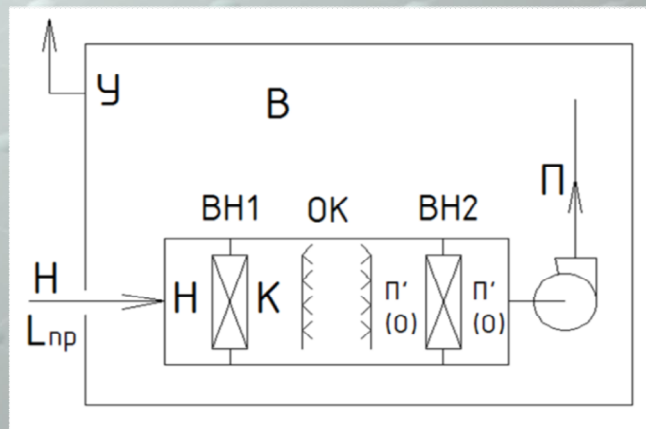 У
В
П
ВН1 ОК ВН2
Н
Н К П' П'
(О) (О)
Lпр